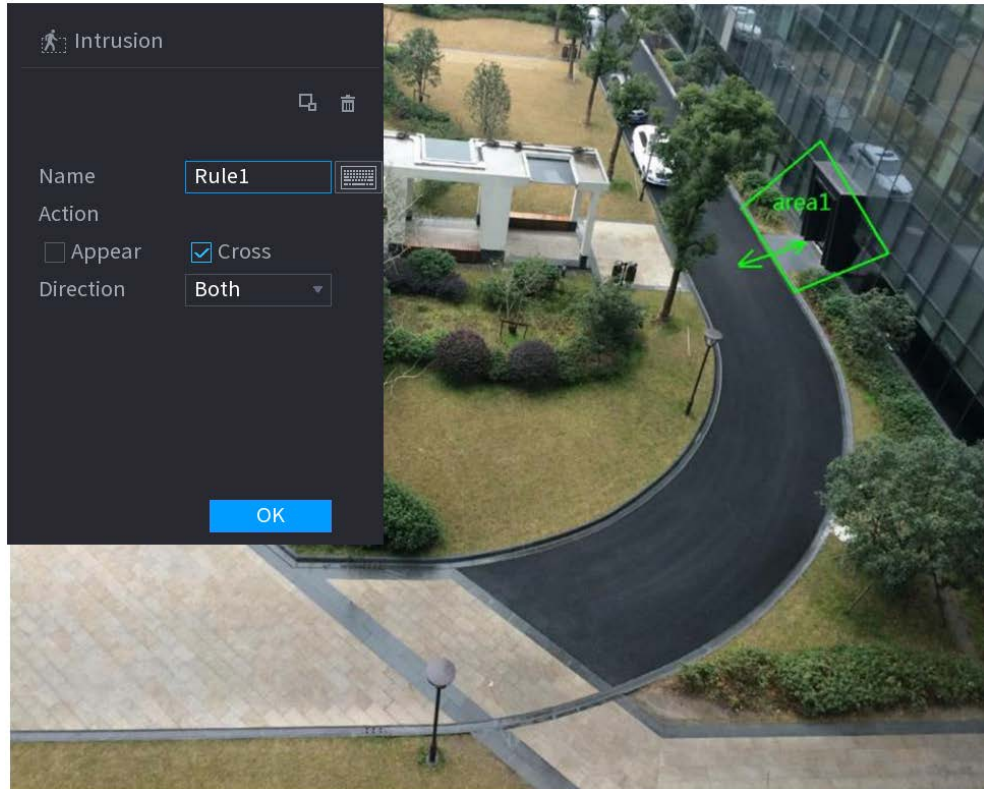 Intrusion
Name Rule1
Action
Appear Cross
Direction Both
OK
area1